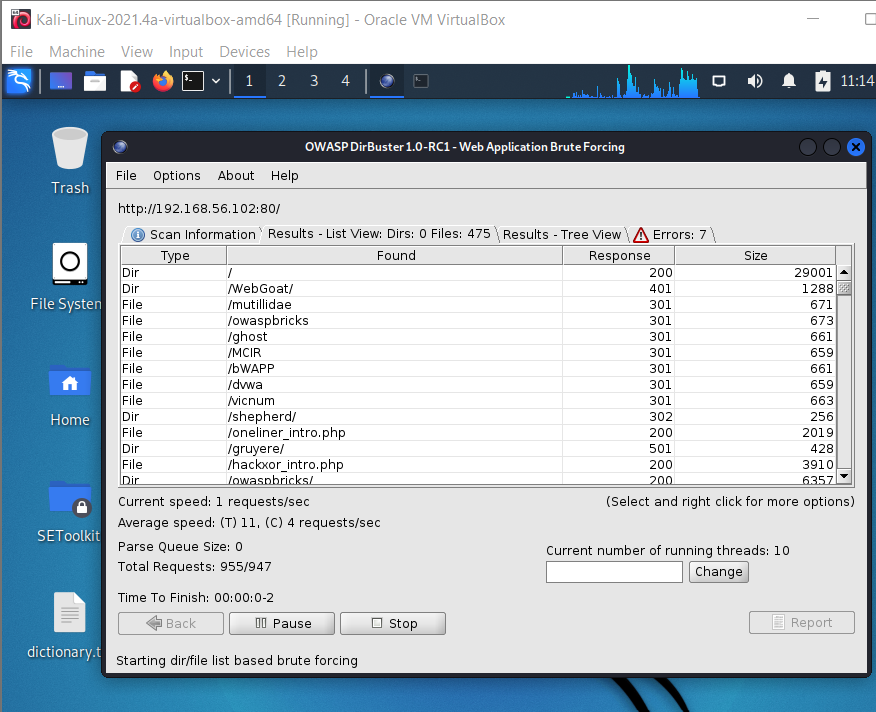 Kali-Linux-2021.4a-virtualbox-amd64 [Running] - Oracle VM VirtualBox
File Machine View Input Devices Help
1 2 3 4 11:14
Trash
File System
Home
SEToolkit
dictionary.t
OWASP DirBuster 1.0-RC1 - Web Application Brute Forcing
File Options About Help
http://192.168.56.102:80/
Scan Information Results - List View: Dirs: 0 Files: 475 Results - Tree View Errors: 7
Type Found Response Size
Dir / 200 29001
Dir /WebGoat/ 401 1288
File /mutillidae 301 671
File /owaspbricks 301 673
File /ghost 301 661
File /MCIR 301 659
File /bWAPP 301 661
File /dvwa 301 659
File /vicnum 301 663
Dir /shepherd/ 302 256
File /oneliner_intro.php 200 2019
Dir /gruyere/ 501 428
File /hackxor_intro.php 200 3910
Dir /owaspbricks/ 200 6357
Current speed: 1 requests/sec (Select and right click for more options)
Average speed: (T) 11, (C) 4 requests/sec
Parse Queue Size: 0
Total Requests: 955/947
Current number of running threads: 10
Change
Time To Finish: 00:00:0-2
Back Pause Stop Report
Starting dir/file list based brute forcing